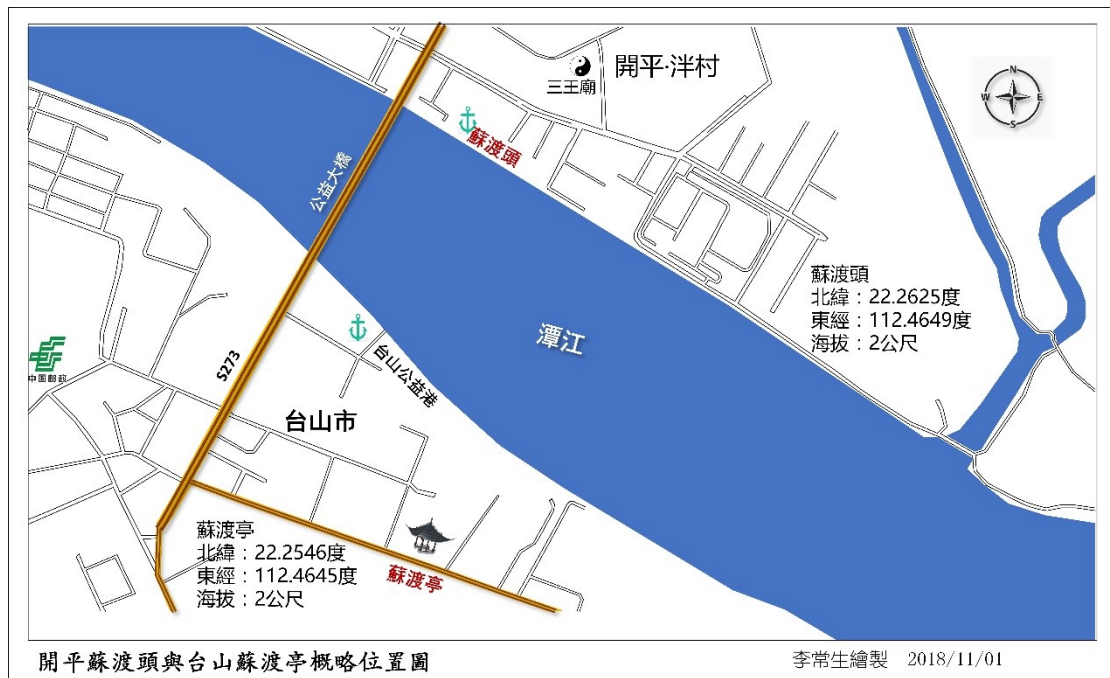 開平·泮村
三王廟
N
W E
S
蘇渡頭
公益大橋
蘇渡頭
北緯：22.2625度
東經：112.4649度
海拔：2公尺
潭江
中国邮政
S273
台山公益港
台山市
蘇渡亭
北緯：22.2546度
東經：112.4645度
海拔：2公尺
蘇渡亭
開平蘇渡頭與台山蘇渡亭概略位置圖
李常生繪製 2018/11/01